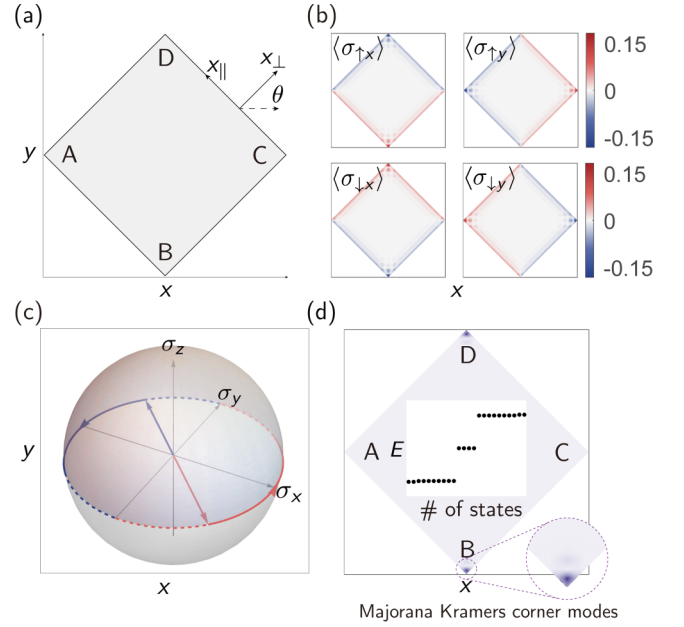 (a)
D
x∥
x⊥
θ
y
A
C
B
x
(b)
⟨σ↑x⟩
⟨σ↑y⟩
0.15
0
-0.15
⟨σ↓x⟩
⟨σ↓y⟩
0.15
0
-0.15
x
(c)
σz
σy
y
σx
x
(d)
D
A
E
C
# of states
B
x
Majorana Kramers corner modes